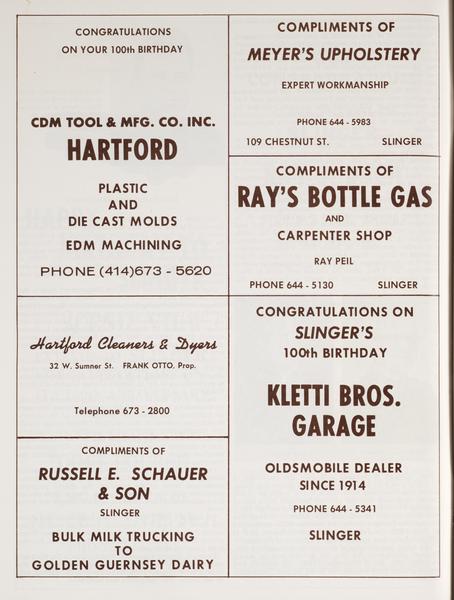 CONGRATULATIONS
ON YOUR 100th BIRTHDAY
CDM TOOL & MFG. CO. INC.
HARTFORD
PLASTIC
AND
DIE CAST MOLDS
EDM MACHINING
PHONE (414)673 - 5620
Hartford Cleaners & Dyers
32 W. Sumner St. FRANK OTTO, Prop.
Telephone 673 - 2800
COMPLIMENTS OF
RUSSELL E. SCHAUER
& SON
SLINGER
BULK MILK TRUCKING
TO
GOLDEN GUERNSEY DAIRY
COMPLIMENTS OF
MEYER'S UPHOLSTERY
EXPERT WORKMANSHIP
PHONE 644 - 5983
109 CHESTNUT ST. SLINGER
COMPLIMENTS OF
RAY'S BOTTLE GAS
AND
CARPENTER SHOP
RAY PEIL
PHONE 644 - 5130 SLINGER
CONGRATULATIONS ON
SLINGER'S
100th BIRTHDAY
KLETTI BROS.
GARAGE
OLDSMOBILE DEALER
SINCE 1914
PHONE 644 - 5341
SLINGER